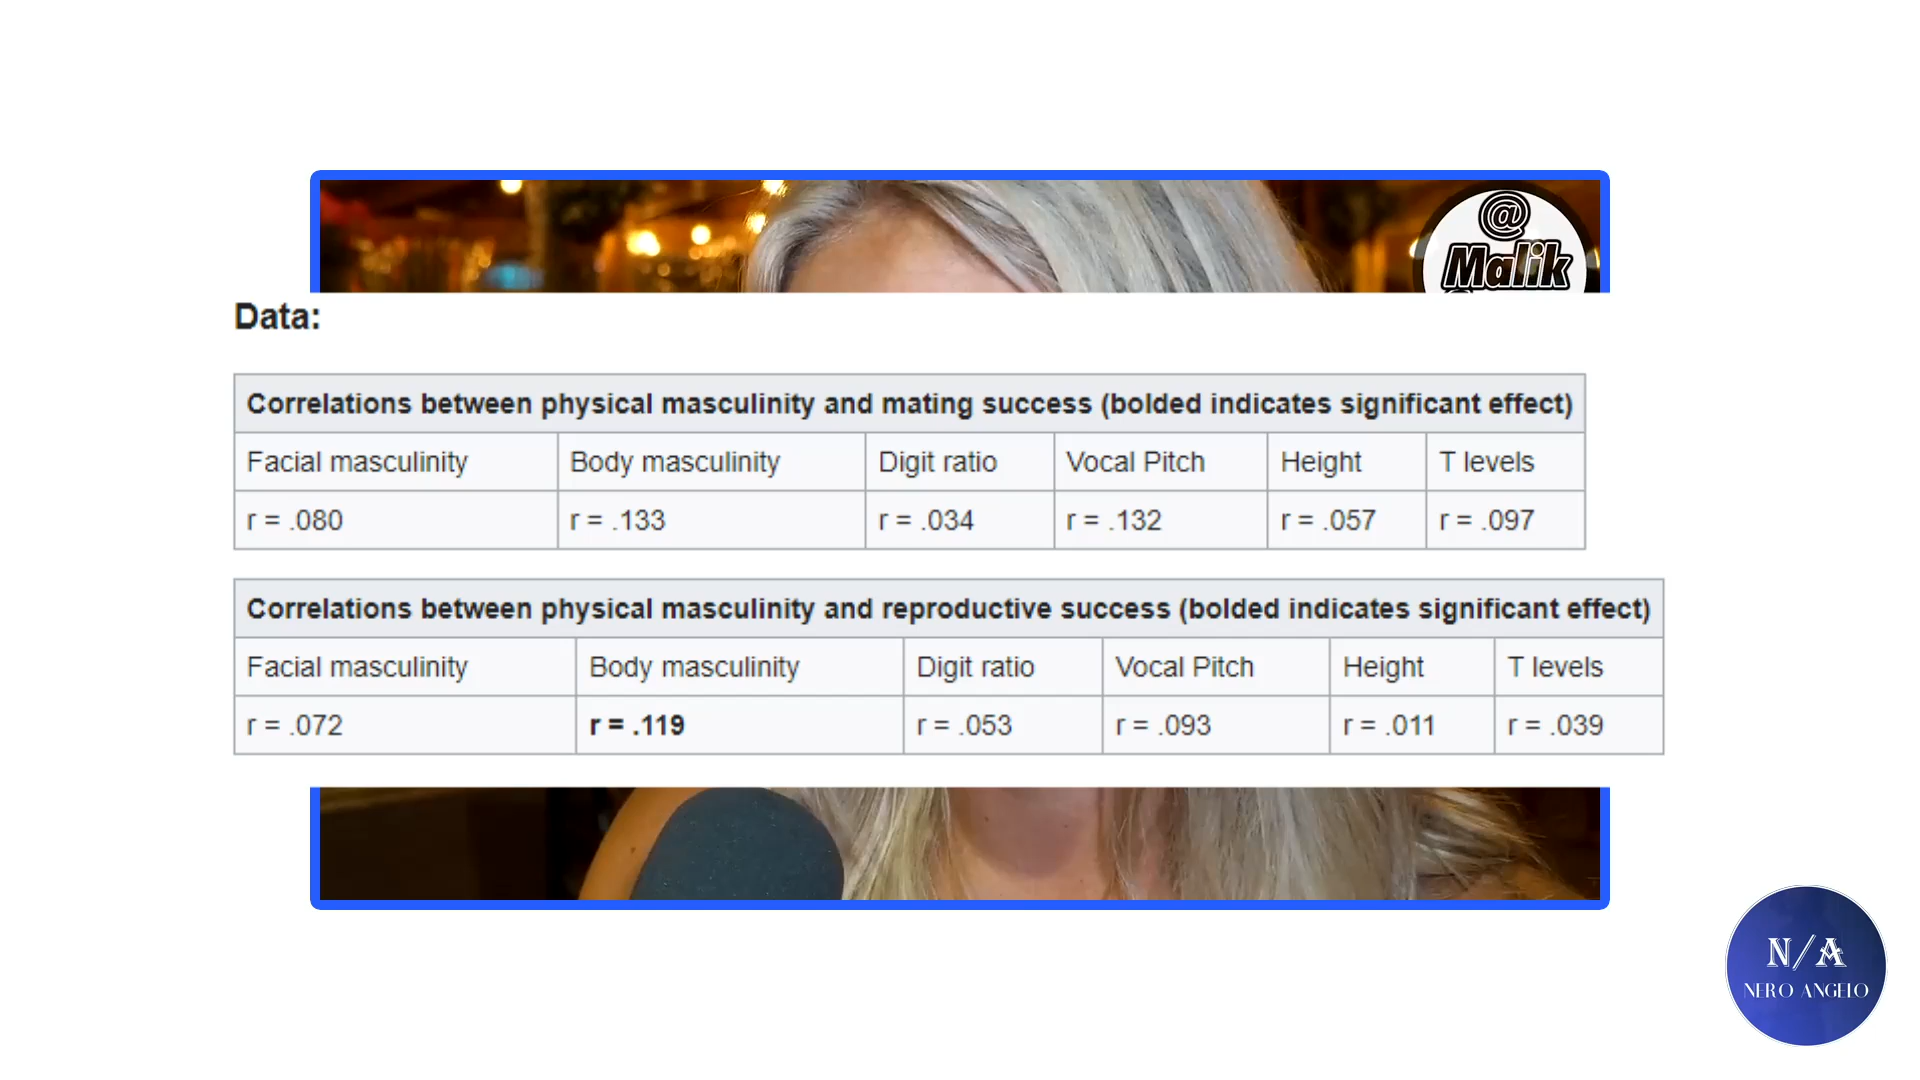 @
Malik
Data:
Correlations between physical masculinity and mating success (bolded indicates significant effect)
Facial masculinity Body masculinity Digit ratio Vocal Pitch Height T levels
r = .080 r = .133 r = .034 r = .132 r = .057 r = .097
Correlations between physical masculinity and reproductive success (bolded indicates significant effect)
Facial masculinity Body masculinity Digit ratio Vocal Pitch Height T levels
r = .072 r = .119 r = .053 r = .093 r = .011 r = .039
N/A
NERO ANGELO